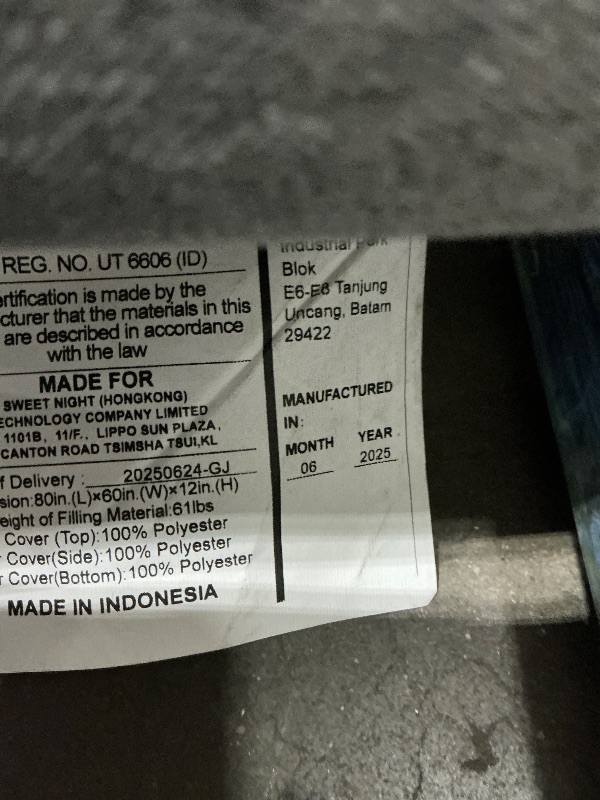 REG. NO. UT 6606 (ID)
ertification is made by the
cturer that the materials in this
are described in accordance
with the law
MADE FOR
SWEET NIGHT (HONGKONG)
ECHNOLOGY COMPANY LIMITED
1101B, 11/F., LIPPO SUN PLAZA,
CANTON ROAD TSIMSHA TSUI,KL
f Delivery : 20250624-GJ
sion:80in.(L)×60in.(W)×12in.(H)
eight of Filling Material:61lbs
Cover (Top):100% Polyester
r Cover(Side):100% Polyester
r Cover(Bottom):100% Polyester
MADE IN INDONESIA
Industrial Park
Blok
E6-E8 Tanjung
Uncang, Batam
29422
MANUFACTURED
IN:
MONTH YEAR
06 2025